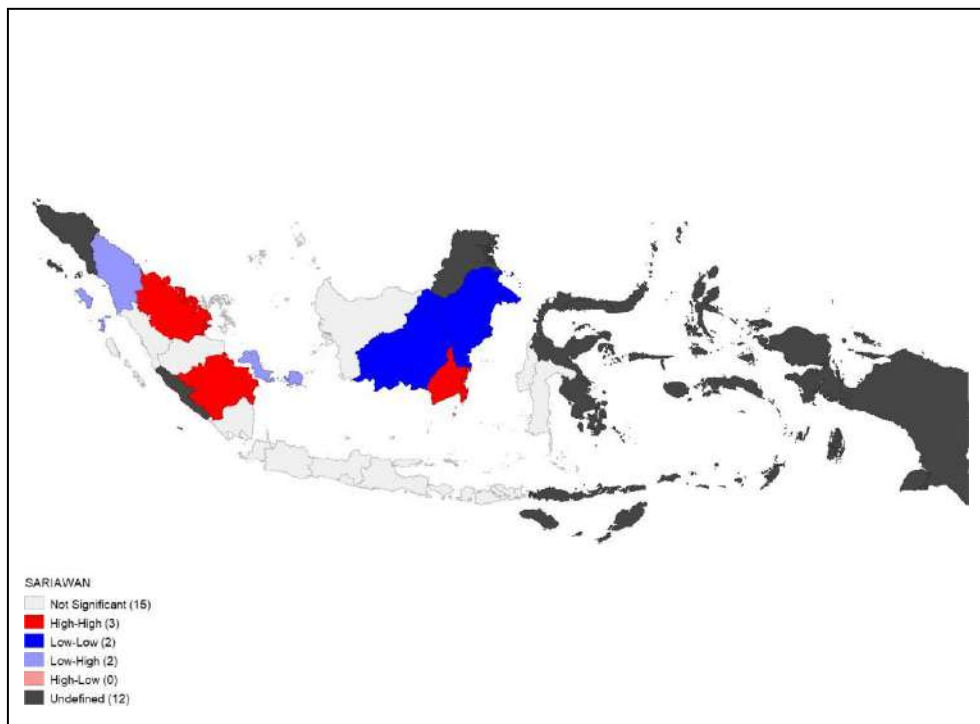 SARIAWAN
Not Significant (15)
High-High (3)
Low-Low (2)
Low-High (2)
High-Low (0)
Undefined (12)